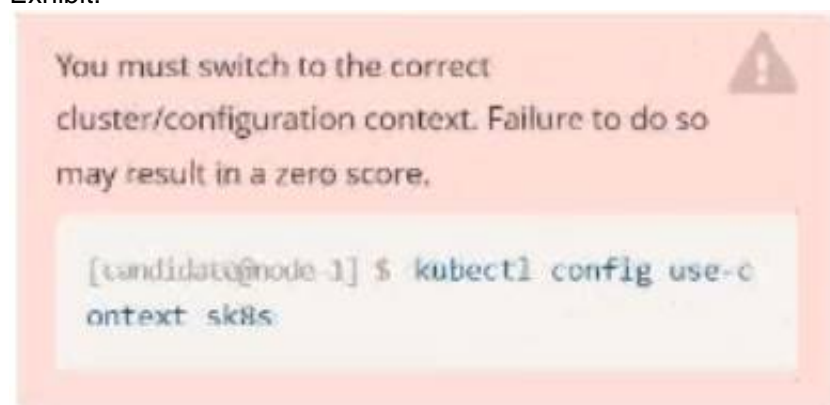 You must switch to the correct
cluster/configuration context. Failure to do so
may result in a zero score.
[candidate@node-1] $ kubectl config use-c
ontext sk8s